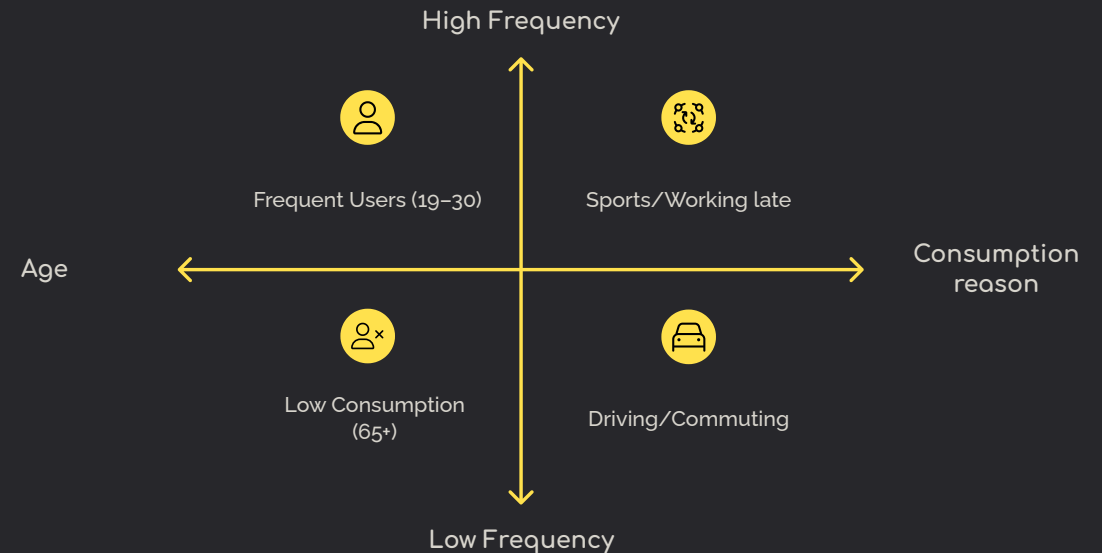 High Frequency
Frequent Users (19–30)
Sports/Working late
Age
Consumption
reason
Low Consumption
(65+)
Driving/Commuting
Low Frequency